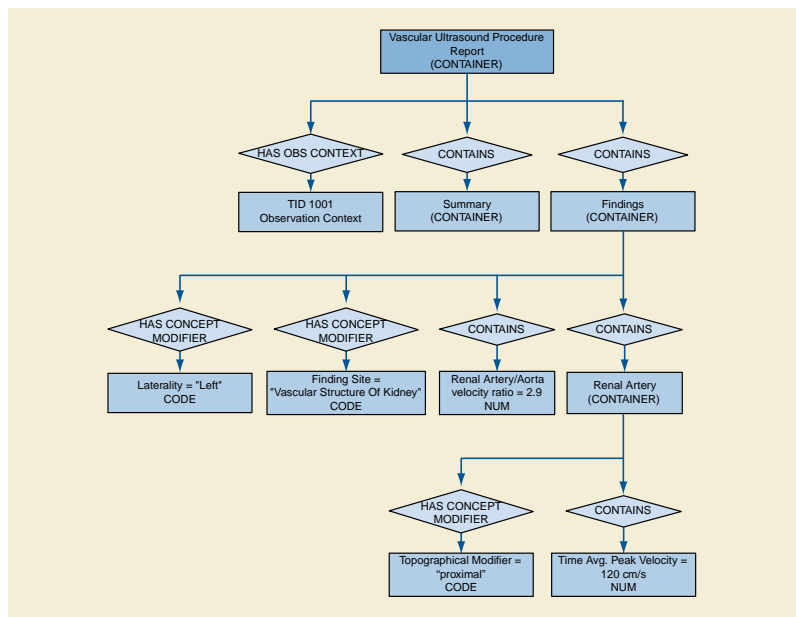 Vascular Ultrasound Procedure
Report
(CONTAINER)
HAS OBS CONTEXT
CONTAINS
CONTAINS
TID 1001
Observation Context
Summary
(CONTAINER)
Findings
(CONTAINER)
HAS CONCEPT
MODIFIER
HAS CONCEPT
MODIFIER
CONTAINS
CONTAINS
Laterality = "Left"
CODE
Finding Site =
"Vascular Structure Of Kidney"
CODE
Renal Artery/Aorta
velocity ratio = 2.9
NUM
Renal Artery
(CONTAINER)
HAS CONCEPT
MODIFIER
CONTAINS
Topographical Modifier =
“proximal”
CODE
Time Avg. Peak Velocity =
120 cm/s
NUM